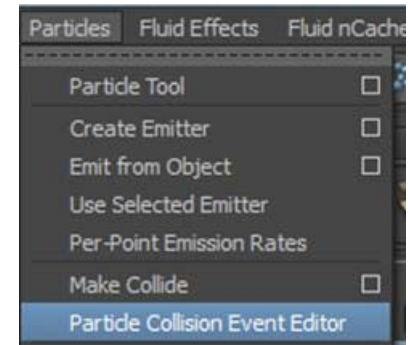 Particles Fluid Effects Fluid nCache
Particle Tool
Create Emitter
Emit from Object
Use Selected Emitter
Per-Point Emission Rates
Make Collide
Particle Collision Event Editor